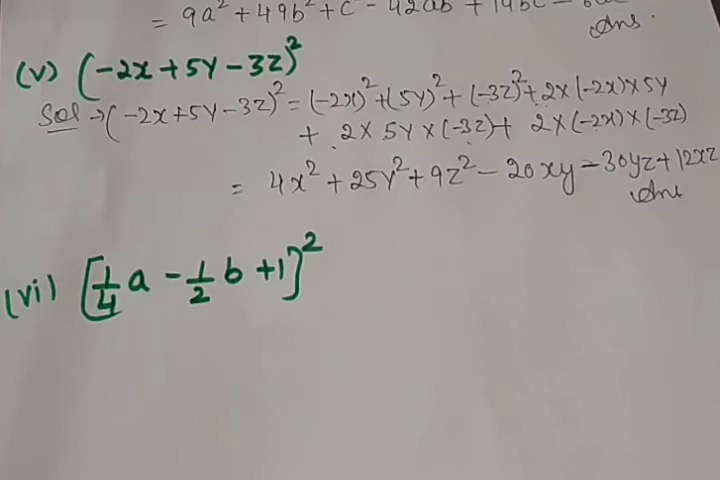 = 9a² + 49b² + c² - 42ab + 14bc - 6ac
Ans.
(v) (-2x + 5y - 3z)²
Sol → (-2x + 5y - 3z)² = (-2x)² + (5y)² + (-3z)² + 2 × (-2x) × 5y
+ 2 × 5y × (-3z) + 2 × (-2x) × (-3z)
= 4x² + 25y² + 9z² - 20xy - 30yz + 12xz
Ans
(vi) [1/4 a - 1/2 b + 1]²